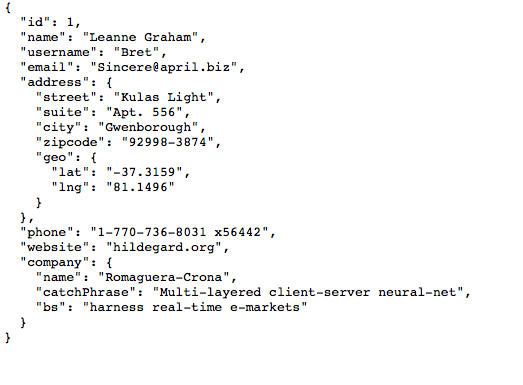 {
  "id": 1,
  "name": "Leanne Graham",
  "username": "Bret",
  "email": "Sincere@april.biz",
  "address": {
    "street": "Kulas Light",
    "suite": "Apt. 556",
    "city": "Gwenborough",
    "zipcode": "92998-3874",
    "geo": {
      "lat": "-37.3159",
      "lng": "81.1496"
    }
  },
  "phone": "1-770-736-8031 x56442",
  "website": "hildegard.org",
  "company": {
    "name": "Romaguera-Crona",
    "catchPhrase": "Multi-layered client-server neural-net",
    "bs": "harness real-time e-markets"
  }
}